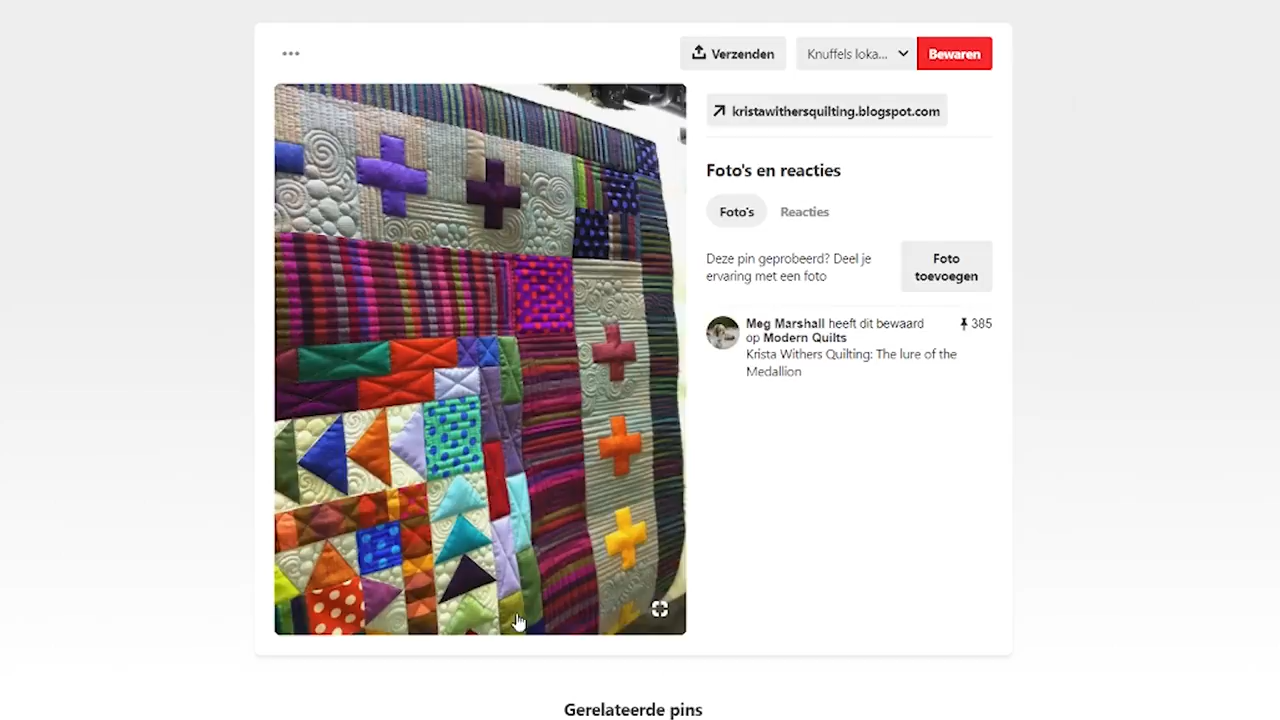 Verzenden
Knuffels loka...
Bewaren
kristawithersquilting.blogspot.com
Foto's en reacties
Foto's
Reacties
Deze pin geprobeerd? Deel je
ervaring met een foto
Foto
toevoegen
Meg Marshall heeft dit bewaard
op Modern Quilts
385
Krista Withers Quilting: The lure of the
Medallion
Gerelateerde pins